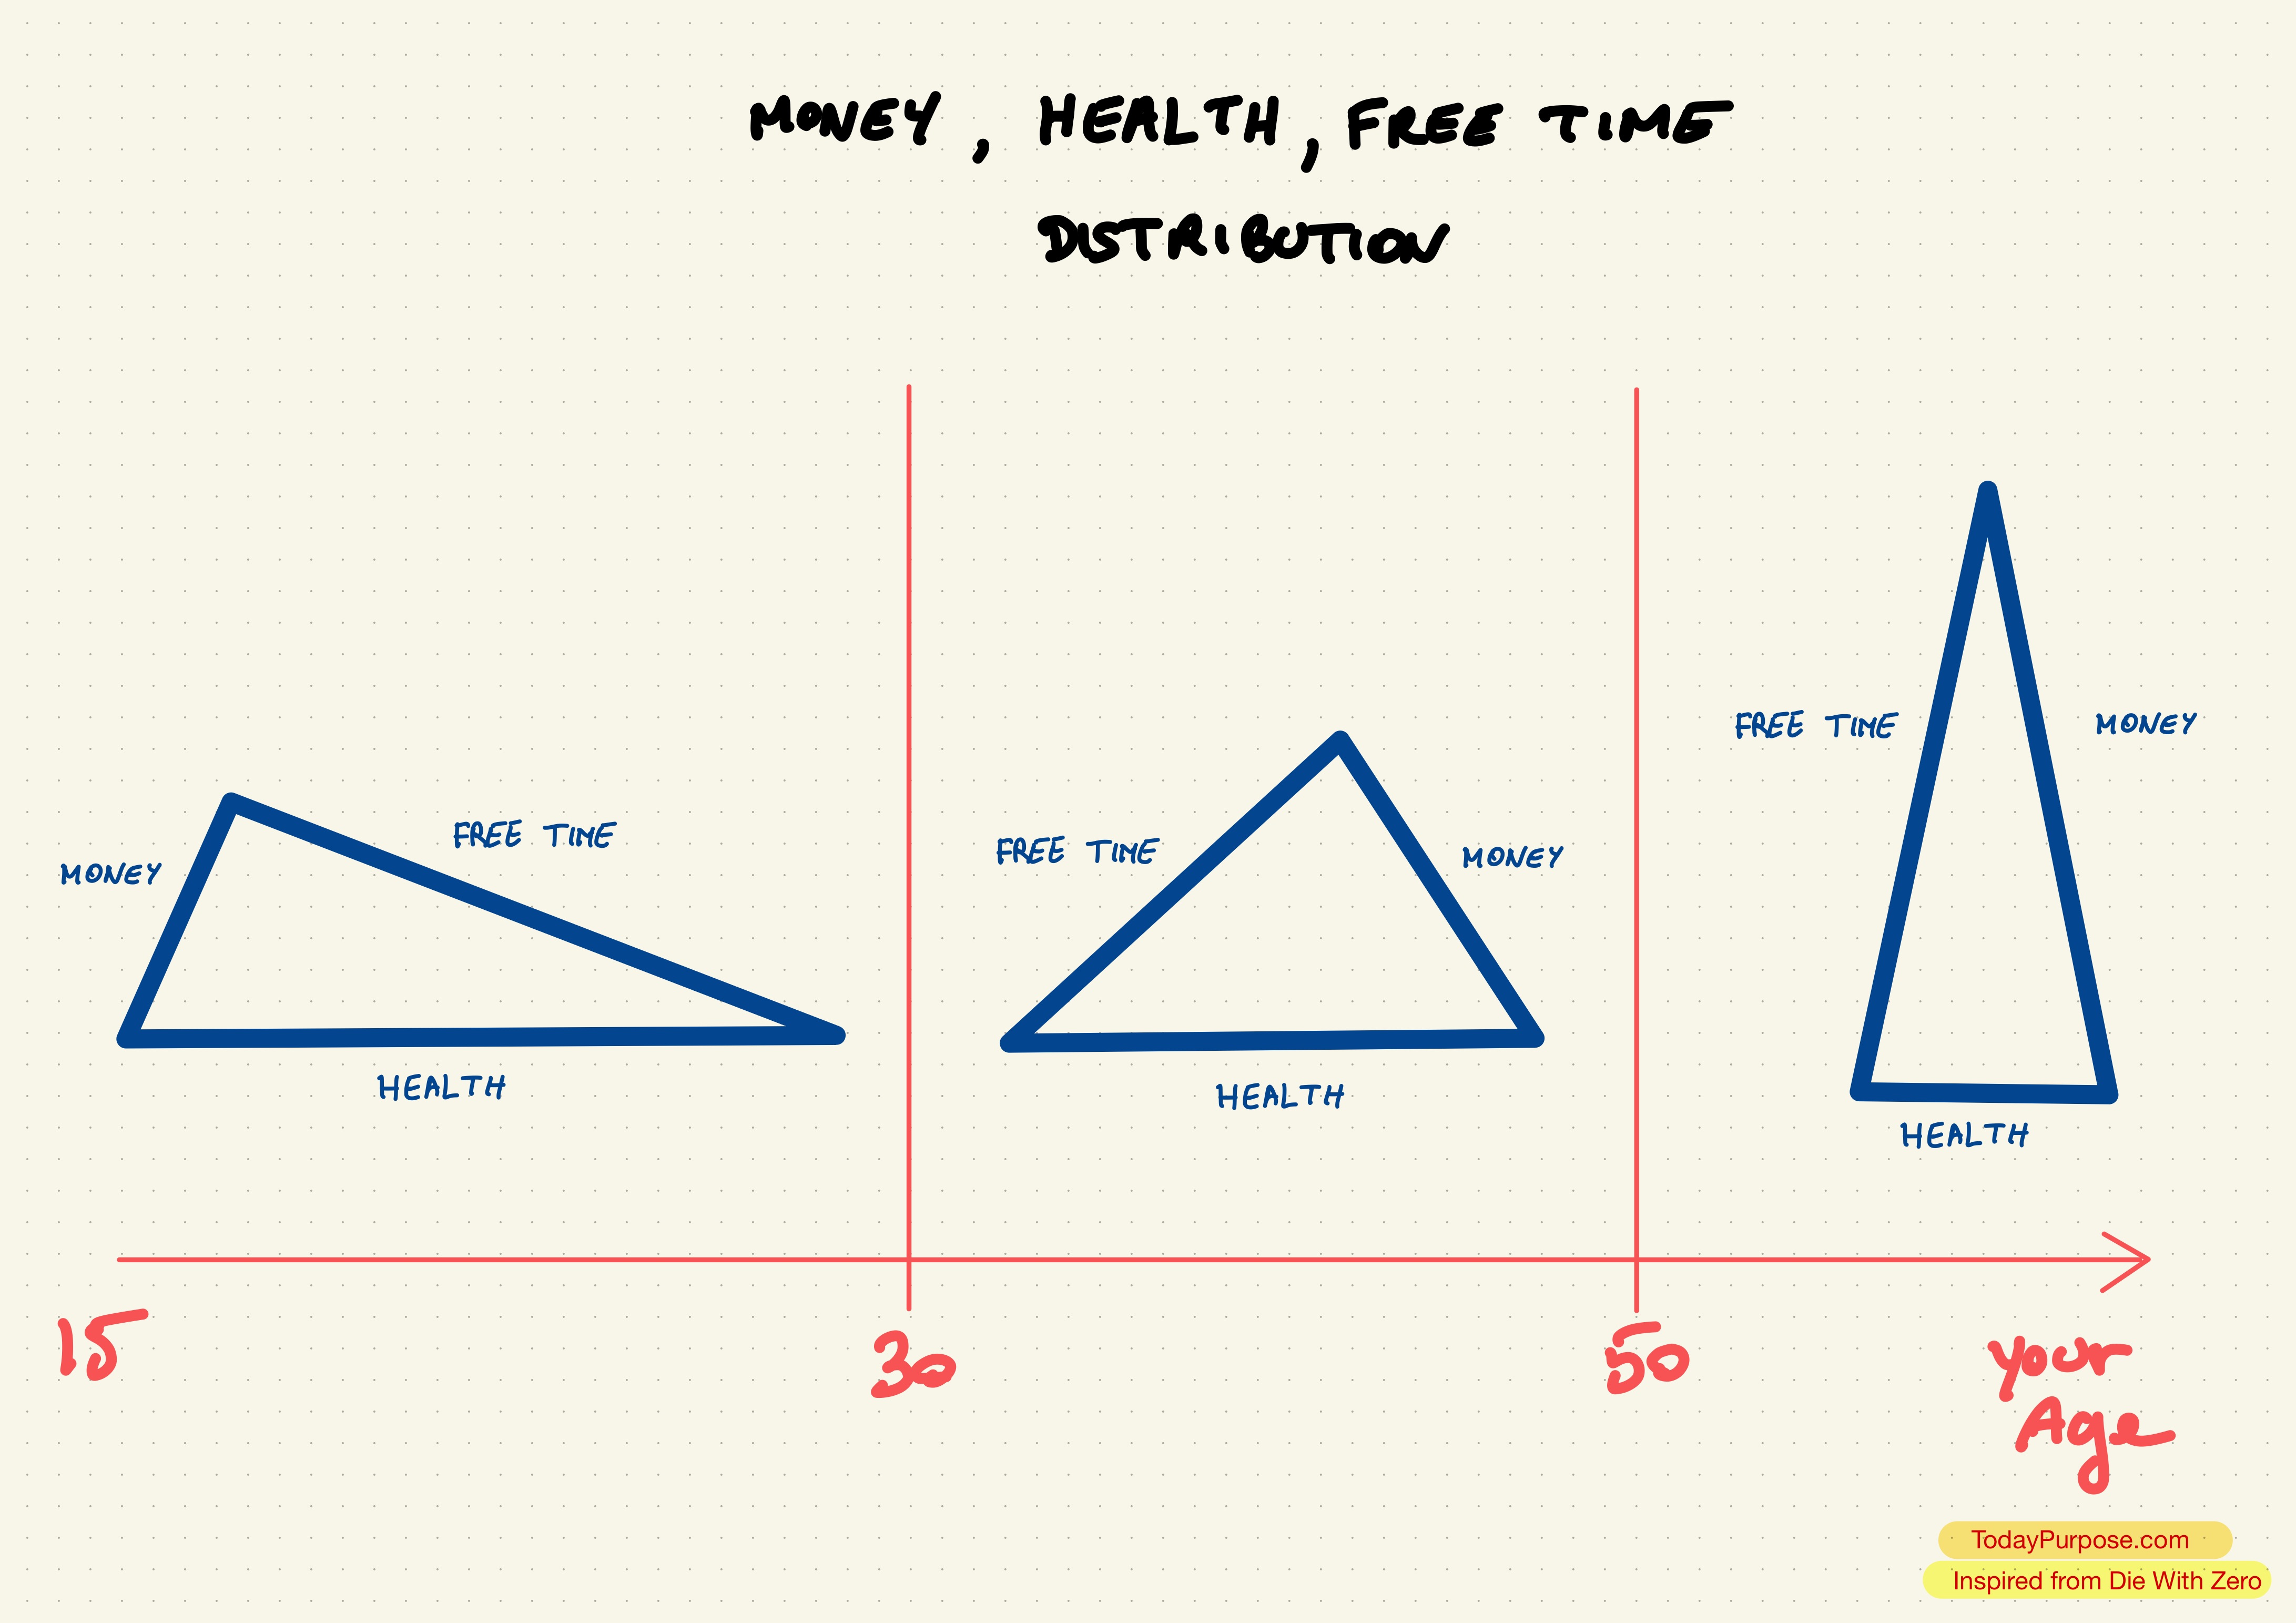 MONEY, HEALTH, FREE TIME
DISTRIBUTION
MONEY
FREE TIME
HEALTH
FREE TIME
MONEY
HEALTH
FREE TIME
MONEY
HEALTH
15
30
50
your
Age
TodayPurpose.com
Inspired from Die With Zero